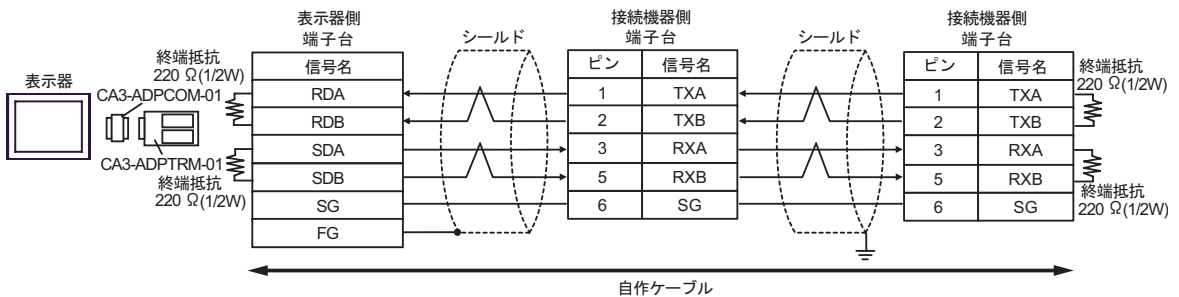 表示器側
端子台
シールド
接続機器側
端子台
シールド
接続機器側
端子台
終端抵抗
220 Ω(1/2W)
信号名
ピン 信号名
ピン 信号名
終端抵抗
220 Ω(1/2W)
表示器
CA3-ADPCOM-01
RDA 1 TXA 1 TXA
RDB 2 TXB 2 TXB
SDA 3 RXA 3 RXA
CA3-ADPTRM-01
終端抵抗
220 Ω(1/2W)
SDB 5 RXB 5 RXB
終端抵抗
220 Ω(1/2W)
SG 6 SG 6 SG
FG
自作ケーブル